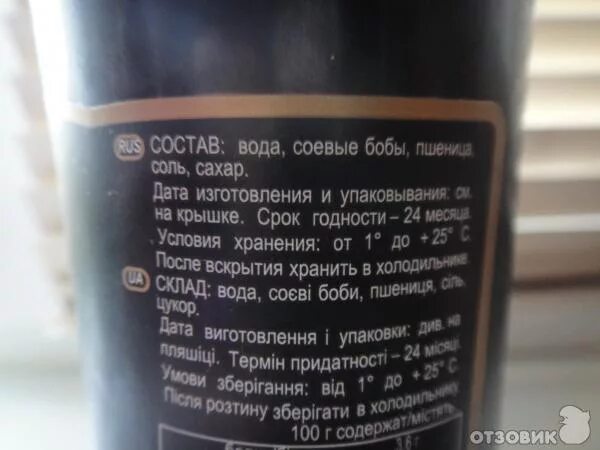 RUS СОСТАВ: вода, соевые бобы, пшеница,
соль, сахар.
Дата изготовления и упаковывания: см.
на крышке. Срок годности – 24 месяца.
Условия хранения: от 1° до +25° С.
После вскрытия хранить в холодильнике.
UA СКЛАД: вода, соєві боби, пшениця, сіль,
цукор.
Дата виготовлення і упаковки: див. на
пляшіці. Термін придатності – 24 місяці.
Умови зберігання: від 1° до +25° С.
Після розтину зберігати в холодильнику.
100 г содержат/містять
3,6 г
отзовик